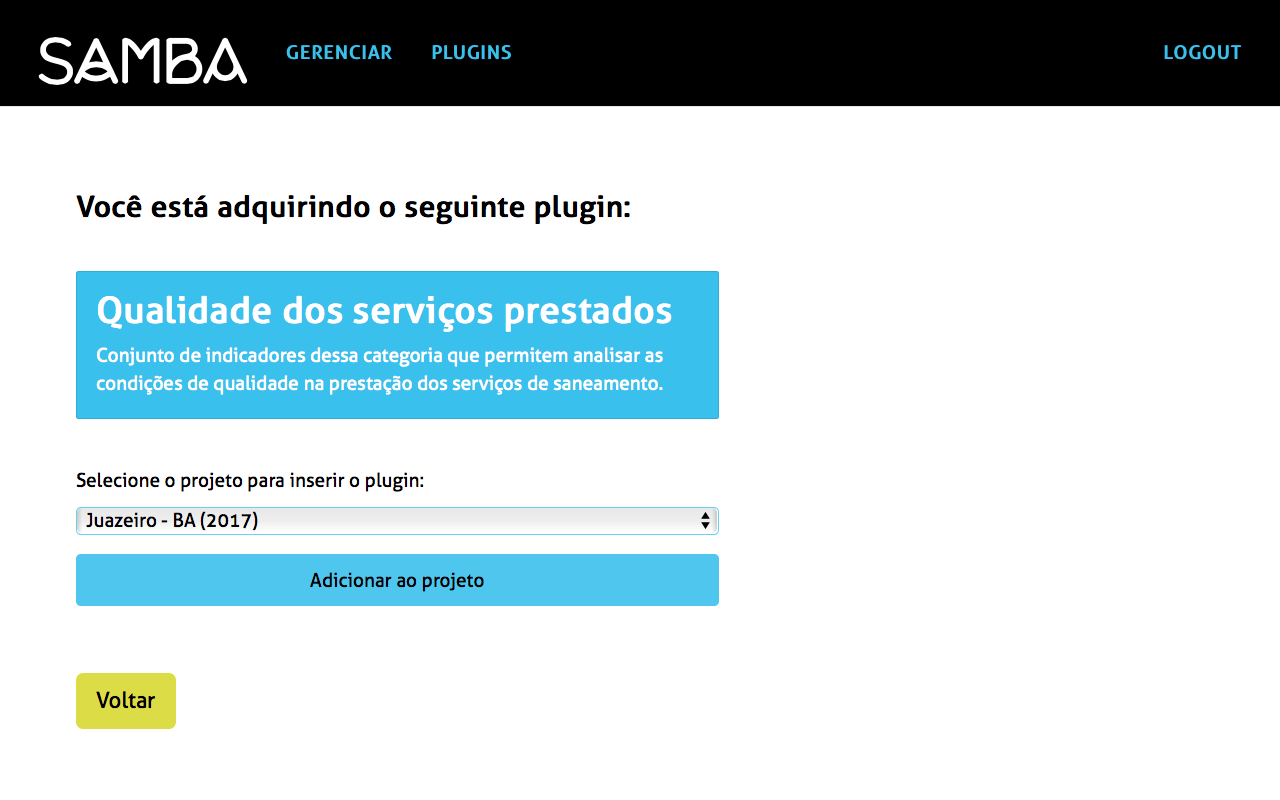 SAMBA
GERENCIAR
PLUGINS
LOGOUT
Você está adquirindo o seguinte plugin:
Qualidade dos serviços prestados
Conjunto de indicadores dessa categoria que permitem analisar as
condições de qualidade na prestação dos serviços de saneamento.
Selecione o projeto para inserir o plugin:
Juazeiro - BA (2017)
Adicionar ao projeto
Voltar